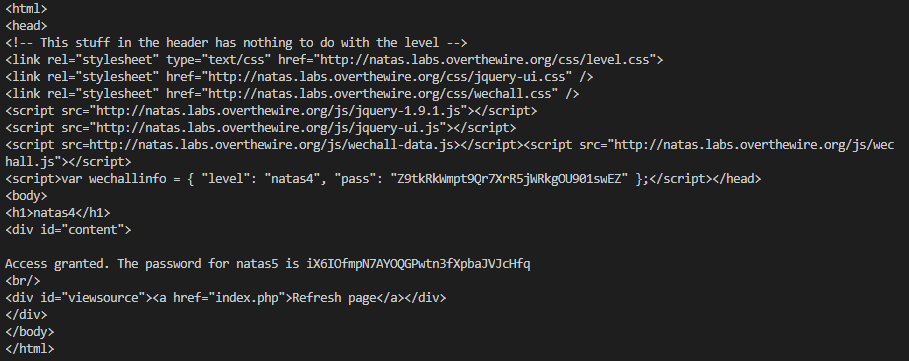 <html>
<head>
<!-- This stuff in the header has nothing to do with the level -->
<link rel="stylesheet" type="text/css" href="http://natas.labs.overthewire.org/css/level.css">
<link rel="stylesheet" href="http://natas.labs.overthewire.org/css/jquery-ui.css" />
<link rel="stylesheet" href="http://natas.labs.overthewire.org/css/wechall.css" />
<script src="http://natas.labs.overthewire.org/js/jquery-1.9.1.js"></script>
<script src="http://natas.labs.overthewire.org/js/jquery-ui.js"></script>
<script src=http://natas.labs.overthewire.org/js/wechall-data.js></script><script src="http://natas.labs.overthewire.org/js/wec
hall.js"></script>
<script>var wechallinfo = { "level": "natas4", "pass": "Z9tkRkWmpt9Qr7XrR5jWRkgOU901swEZ" };</script></head>
<body>
<h1>natas4</h1>
<div id="content">

Access granted. The password for natas5 is iX6IOfmpN7AYOQGPwtn3fXpbaJVJcHfq
<br/>
<div id="viewsource"><a href="index.php">Refresh page</a></div>
</div>
</body>
</html>